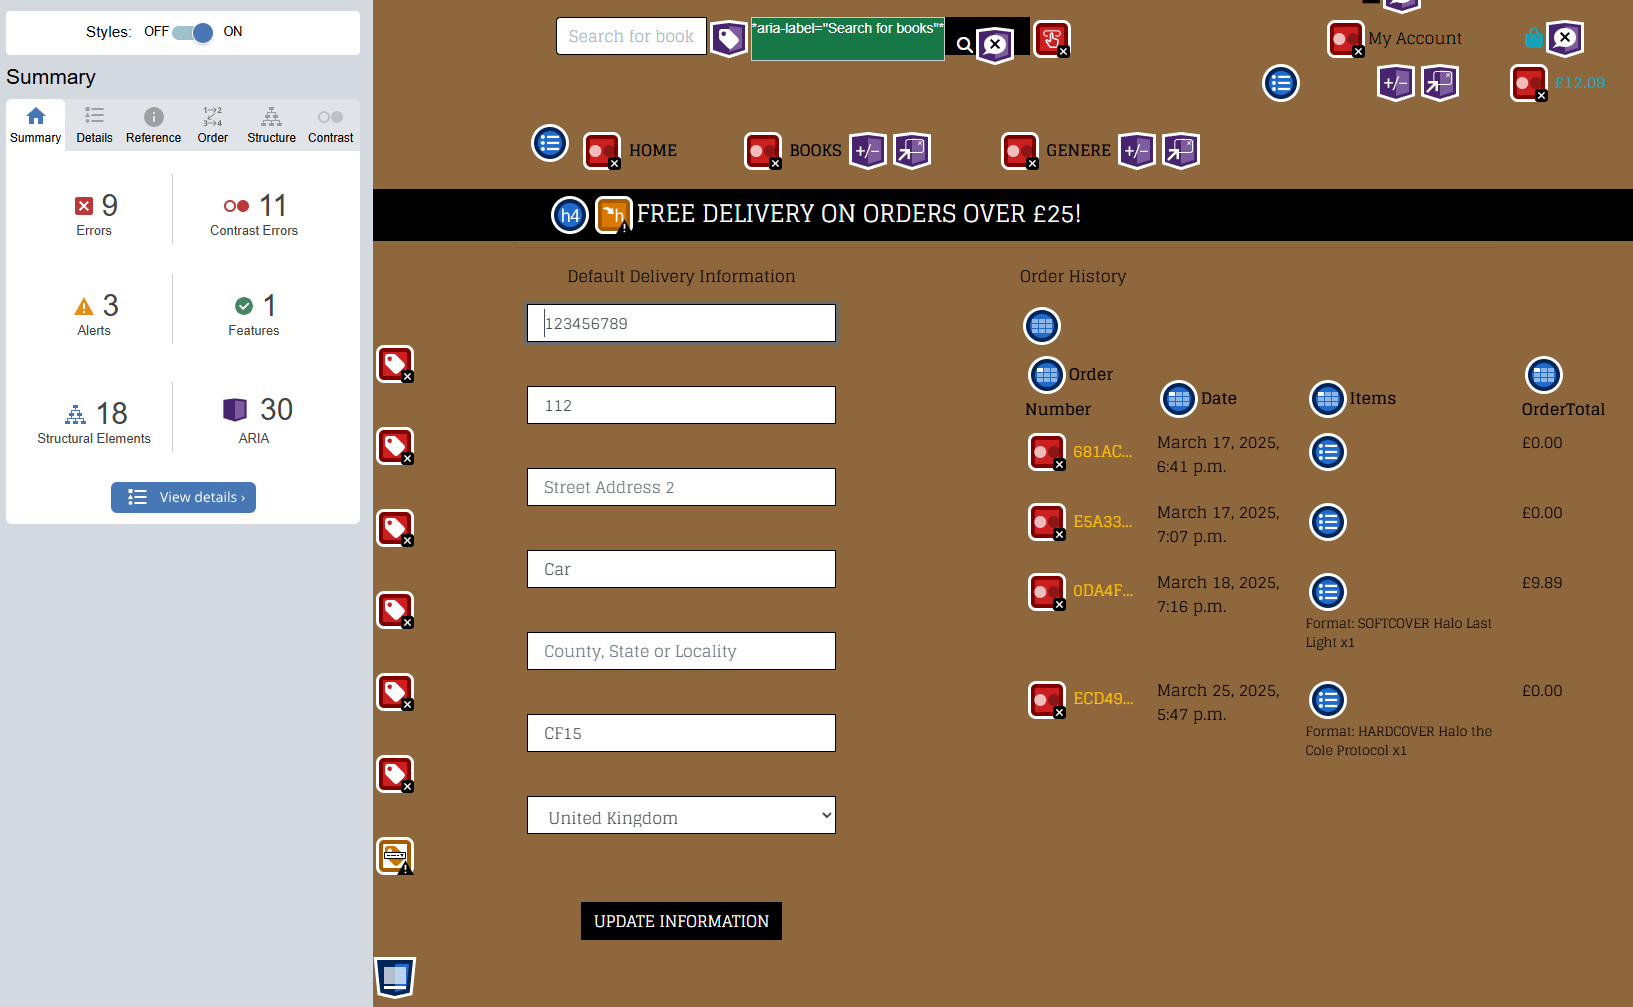 Styles: OFF ON
Summary
Summary Details Reference Order Structure Contrast
9
Errors
11
Contrast Errors
3
Alerts
1
Features
18
Structural Elements
30
ARIA
View details ›
Search for book
*aria-label="Search for books"*
My Account
£12.09
HOME
BOOKS
GENERE
h4
FREE DELIVERY ON ORDERS OVER £25!
Default Delivery Information
123456789
112
Street Address 2
Car
County, State or Locality
CF15
United Kingdom
UPDATE INFORMATION
Order History
Order
Number
Date
Items
OrderTotal
681AC...
March 17, 2025,
6:41 p.m.
£0.00
E5A33...
March 17, 2025,
7:07 p.m.
£0.00
0DA4F...
March 18, 2025,
7:16 p.m.
Format: SOFTCOVER Halo Last
Light x1
£9.89
ECD49...
March 25, 2025,
5:47 p.m.
Format: HARDCOVER Halo the
Cole Protocol x1
£0.00